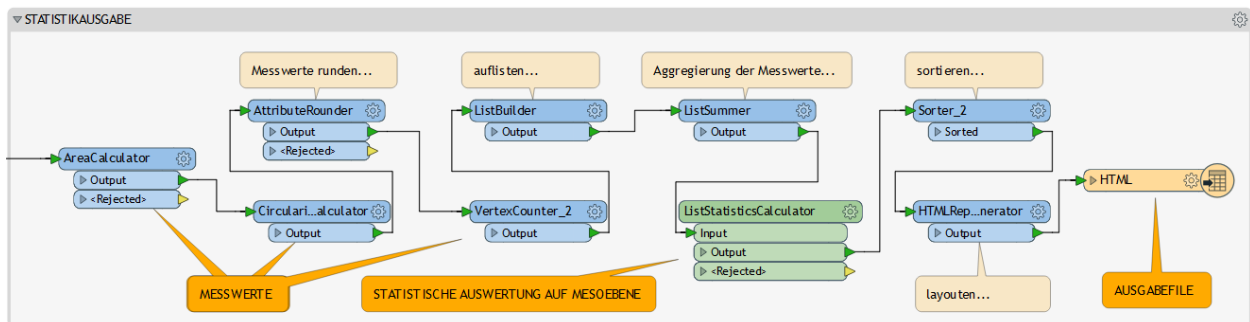 STATISTIKAUSGABE
Messwerte runden...
auflisten...
Aggregierung der Messwerte...
sortieren...
AttributeRounder
Output
<Rejected>
ListBuilder
Output
ListSummer
Output
Sorter_2
Sorted
AreaCalculator
Output
<Rejected>
Circulari...alculator
Output
VertexCounter_2
Output
ListStatisticsCalculator
Input
Output
<Rejected>
HTMLRep...nerator
Output
HTML
MESSWERTE
STATISTISCHE AUSWERTUNG AUF MESOEBENE
layouten...
AUSGABEFILE